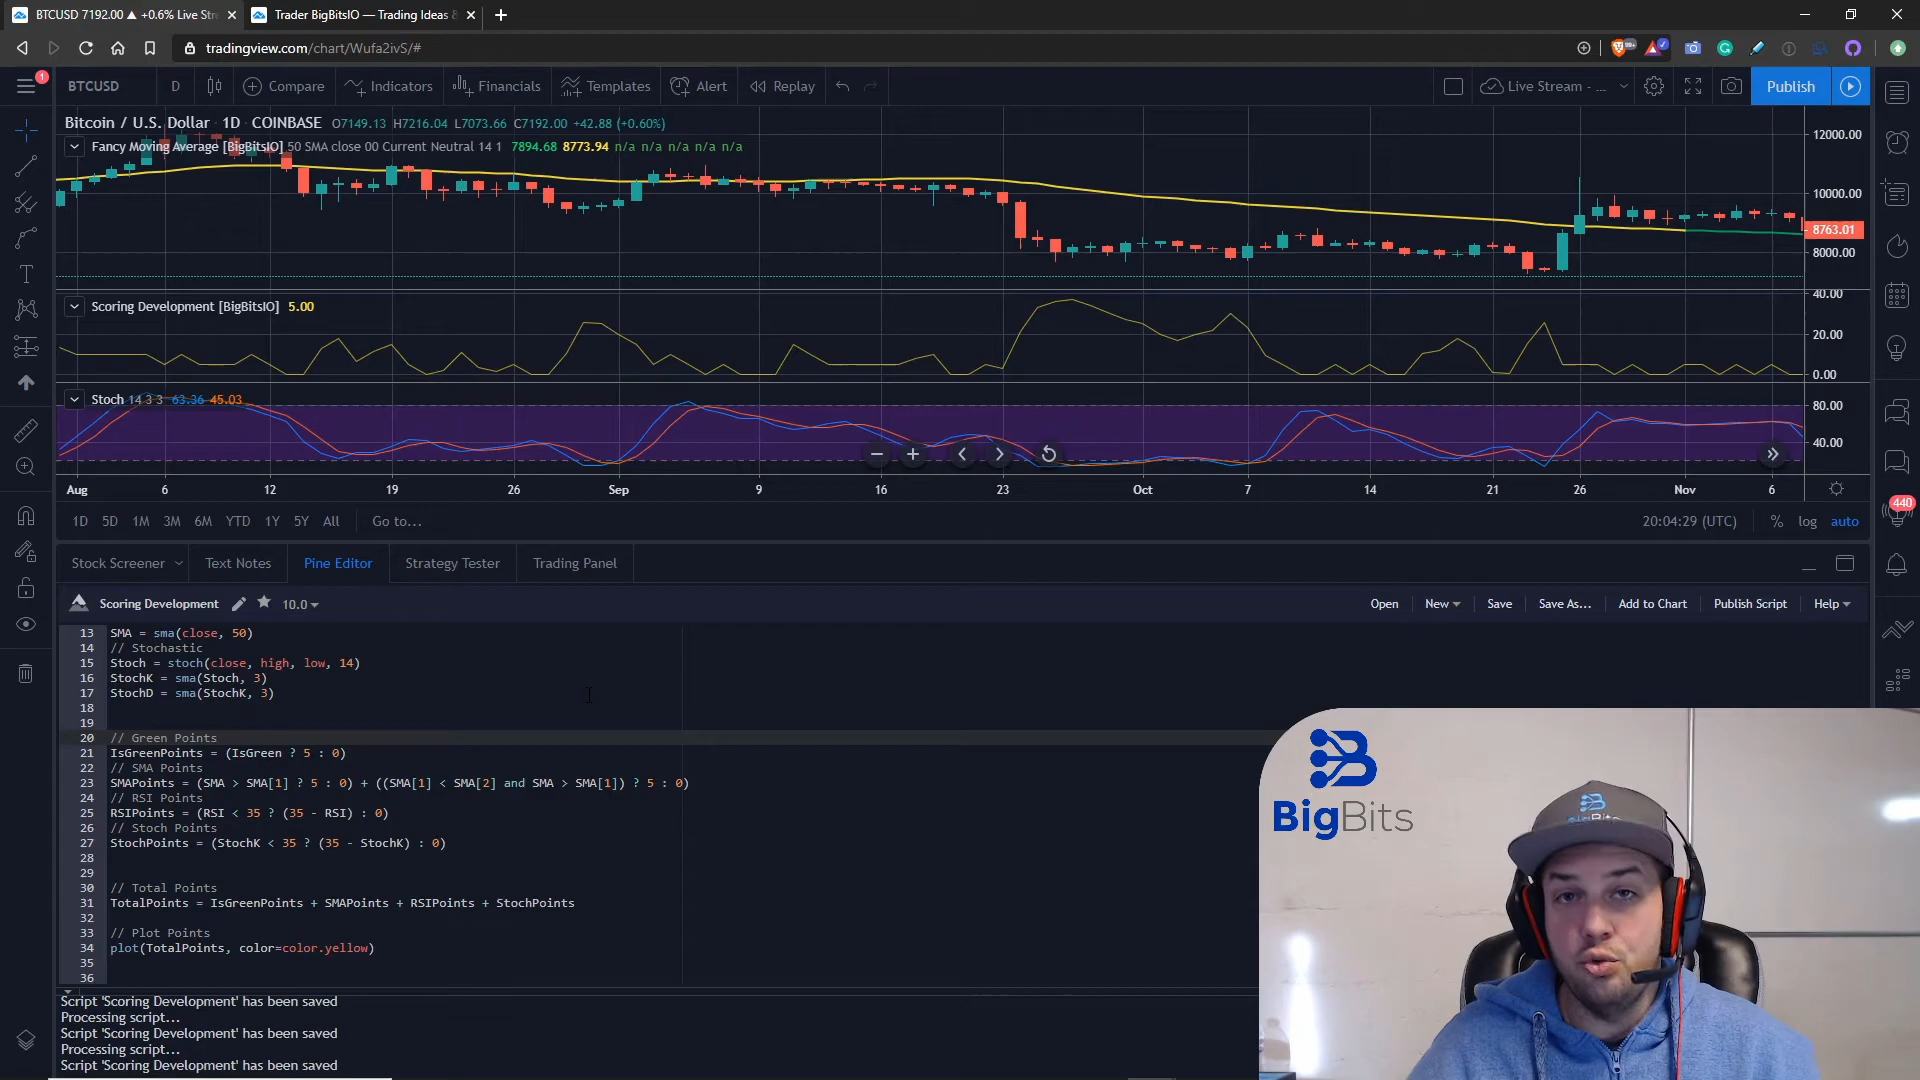 BTCUSD 7192.00 ▲ +0.6% Live Str
Trader BigBitsIO — Trading Ideas &
tradingview.com/chart/Wufa2ivS/#
99+
1
BTCUSD D Compare Indicators Financials Templates Alert Replay Live Stream - ... Publish
Bitcoin / U.S. Dollar · 1D · COINBASE O7149.13 H7216.04 L7073.66 C7192.00 +42.88 (+0.60%)
Fancy Moving Average [BigBitsIO] 50 SMA close 00 Current Neutral 14 1 7894.68 8773.94 n/a n/a n/a n/a n/a
12000.00
10000.00
8763.01
8000.00
Scoring Development [BigBitsIO] 5.00
40.00
20.00
0.00
Stoch 14 3 3 63.36 45.03
80.00
40.00
Aug 6 12 19 26 Sep 9 16 23 Oct 7 14 21 26 Nov 6
1D 5D 1M 3M 6M YTD 1Y 5Y All Go to... 20:04:29 (UTC) % log auto
440
Stock Screener Text Notes Pine Editor Strategy Tester Trading Panel
Scoring Development 10.0 Open New Save Save As... Add to Chart Publish Script Help
13 SMA = sma(close, 50)
14 // Stochastic
15 Stoch = stoch(close, high, low, 14)
16 StochK = sma(Stoch, 3)
17 StochD = sma(StochK, 3)
18
19
20 // Green Points
21 IsGreenPoints = (IsGreen ? 5 : 0)
22 // SMA Points
23 SMAPoints = (SMA > SMA[1] ? 5 : 0) + ((SMA[1] < SMA[2] and SMA > SMA[1]) ? 5 : 0)
24 // RSI Points
25 RSIPoints = (RSI < 35 ? (35 - RSI) : 0)
26 // Stoch Points
27 StochPoints = (StochK < 35 ? (35 - StochK) : 0)
28
29
30 // Total Points
31 TotalPoints = IsGreenPoints + SMAPoints + RSIPoints + StochPoints
32
33 // Plot Points
34 plot(TotalPoints, color=color.yellow)
35
36
Script 'Scoring Development' has been saved
Processing script...
Script 'Scoring Development' has been saved
Processing script...
Script 'Scoring Development' has been saved
BigBits